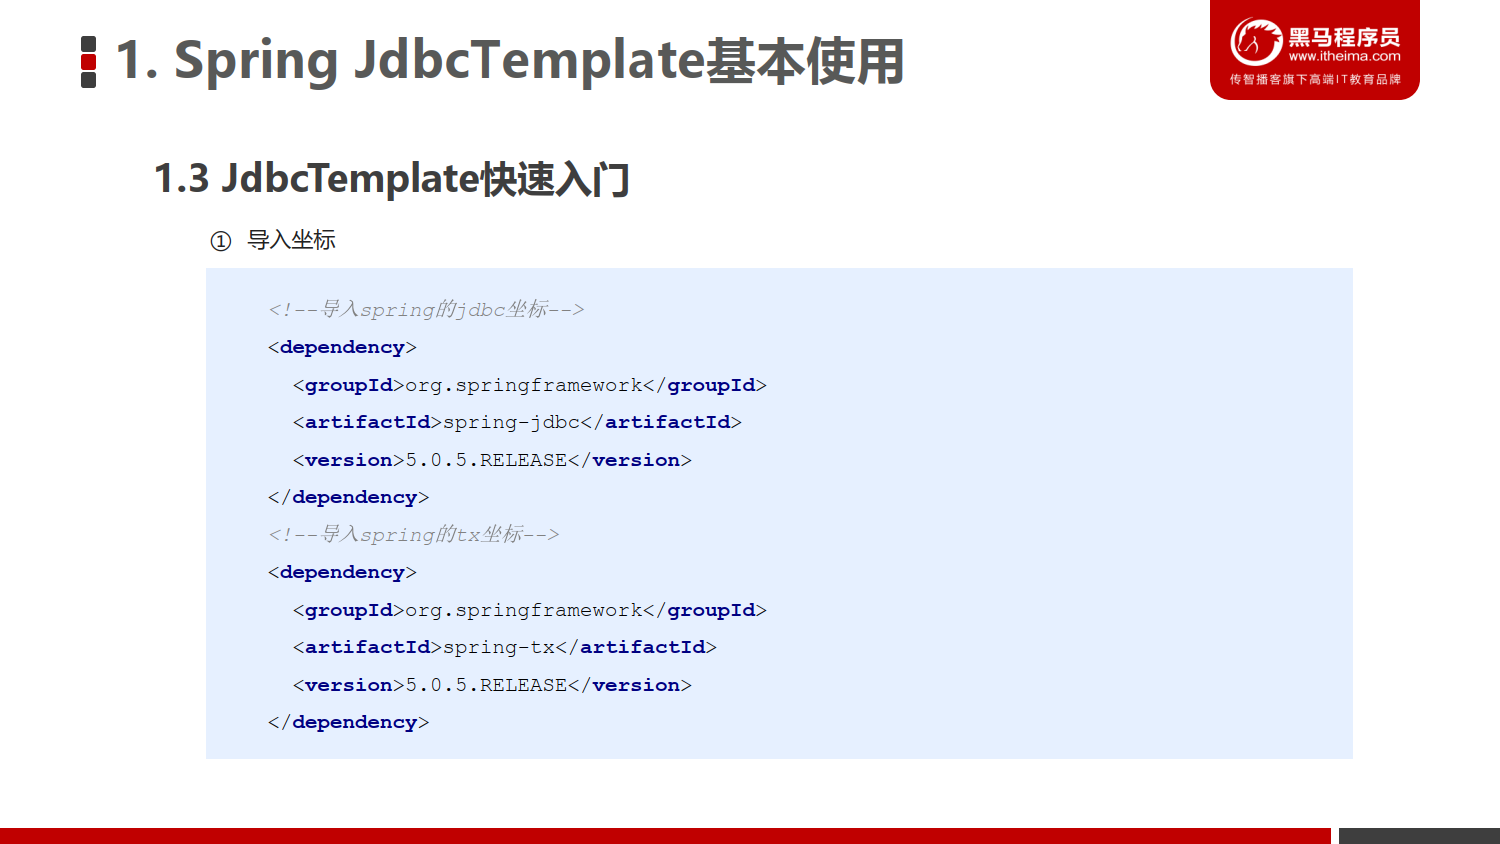 1. Spring JdbcTemplate基本使用
黑马程序员
www.itheima.com
传智播客旗下高端IT教育品牌
1.3 JdbcTemplate快速入门
① 导入坐标
<!--导入spring的jdbc坐标-->
<dependency>
  <groupId>org.springframework</groupId>
  <artifactId>spring-jdbc</artifactId>
  <version>5.0.5.RELEASE</version>
</dependency>
<!--导入spring的tx坐标-->
<dependency>
  <groupId>org.springframework</groupId>
  <artifactId>spring-tx</artifactId>
  <version>5.0.5.RELEASE</version>
</dependency>